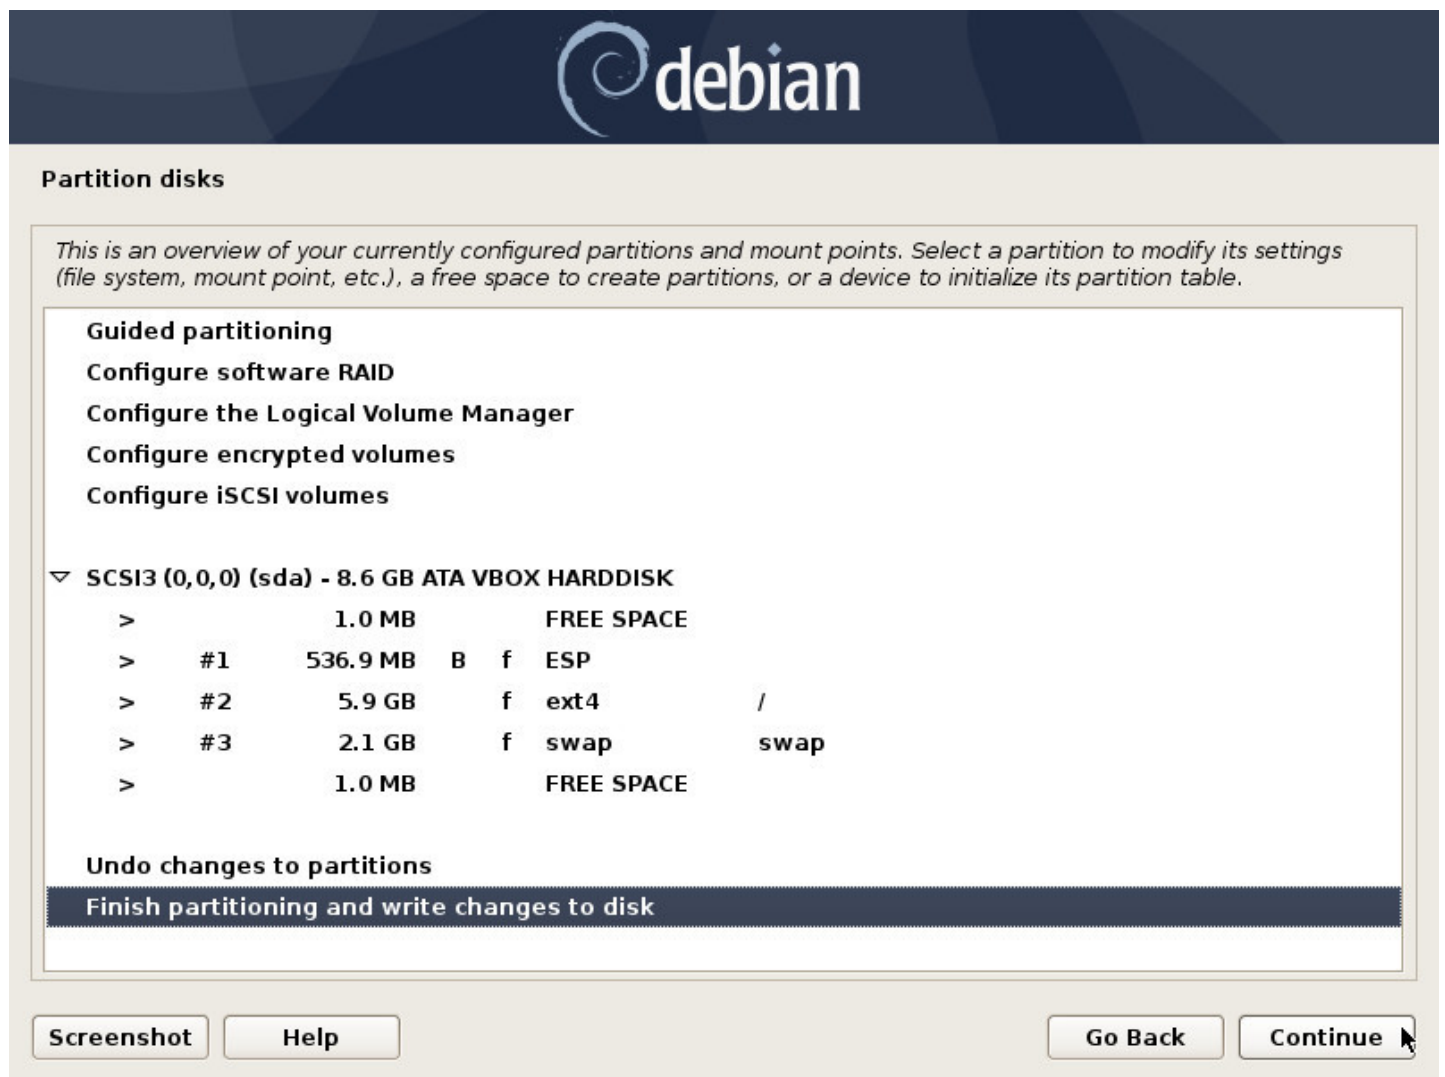 debian
Partition disks
This is an overview of your currently configured partitions and mount points. Select a partition to modify its settings
(file system, mount point, etc.), a free space to create partitions, or a device to initialize its partition table.
Guided partitioning
Configure software RAID
Configure the Logical Volume Manager
Configure encrypted volumes
Configure iSCSI volumes
SCSI3 (0,0,0) (sda) - 8.6 GB ATA VBOX HARDDISK
> 1.0 MB FREE SPACE
> #1 536.9 MB B f ESP
> #2 5.9 GB f ext4 /
> #3 2.1 GB f swap swap
> 1.0 MB FREE SPACE
Undo changes to partitions
Finish partitioning and write changes to disk
Screenshot Help Go Back Continue